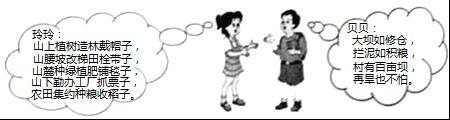 玲玲：
山上植树造林戴帽子，
山腰坡改梯田栓带子，
山麓种绿植肥铺毯子，
山下勤办工厂抓票子，
农田集约种粮收稻子。
贝贝：
大坝如修仓，
拦泥如积粮，
村有百亩坝，
再旱也不怕。